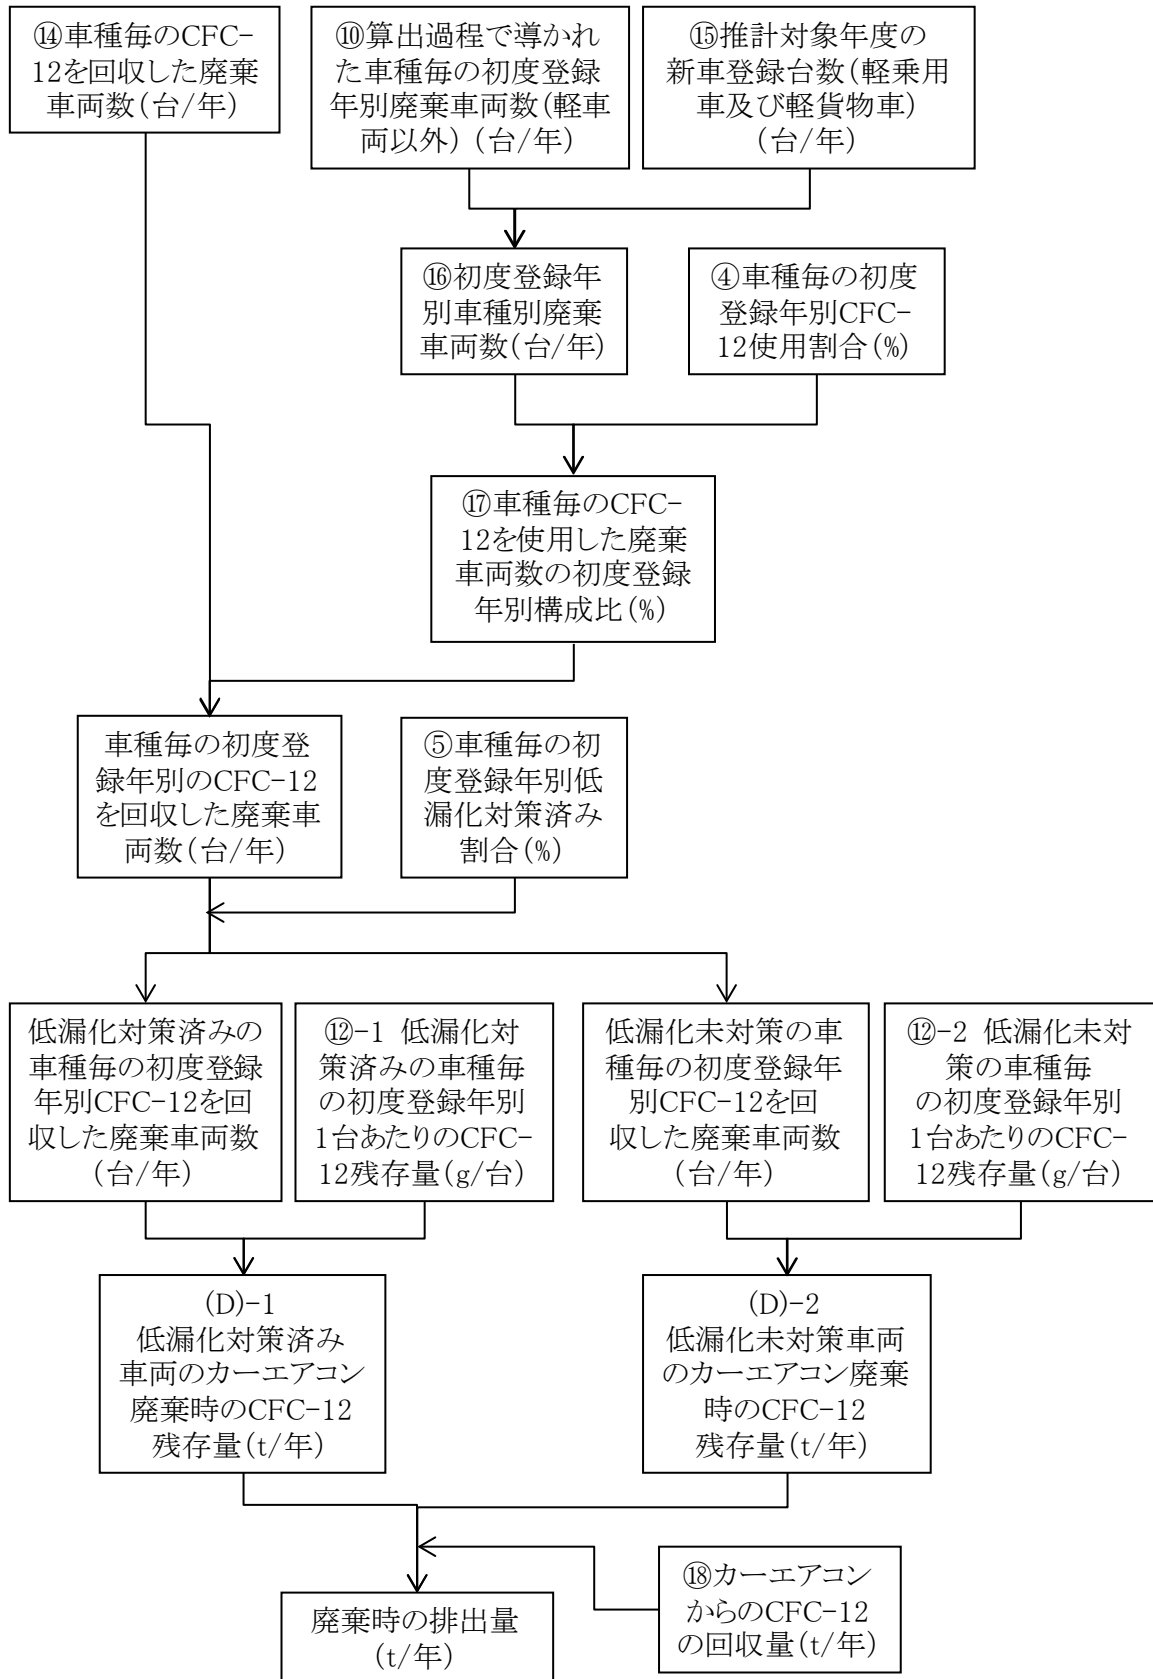 ⑭車種毎のCFC-
12を回収した廃棄
車両数(台/年)
⑩算出過程で導かれ
た車種毎の初度登録
年別廃棄車両数(軽車
両以外) (台/年)
⑮推計対象年度の
新車登録台数(軽乗用
車及び軽貨物車)
(台/年)
⑯初度登録年
別車種別廃棄
車両数(台/年)
④車種毎の初度
登録年別CFC-
12使用割合(%)
⑰車種毎のCFC-
12を使用した廃棄
車両数の初度登録
年別構成比(%)
車種毎の初度登
録年別のCFC-12
を回収した廃棄車
両数(台/年)
⑤車種毎の初
度登録年別低
漏化対策済み
割合(%)
低漏化対策済みの
車種毎の初度登録
年別CFC-12を回
収した廃棄車両数
(台/年)
⑫-1 低漏化対
策済みの車種毎
の初度登録年別
1台あたりのCFC-
12残存量(g/台)
低漏化未対策の車
種毎の初度登録年
別CFC-12を回
収した廃棄車両数
(台/年)
⑫-2 低漏化未対
策の車種毎
の初度登録年別
1台あたりのCFC-
12残存量(g/台)
(D)-1
低漏化対策済み
車両のカーエアコン
廃棄時のCFC-12
残存量(t/年)
(D)-2
低漏化未対策車両
のカーエアコン廃棄
時のCFC-12
残存量(t/年)
⑱カーエアコン
からのCFC-12
の回収量(t/年)
廃棄時の排出量
(t/年)